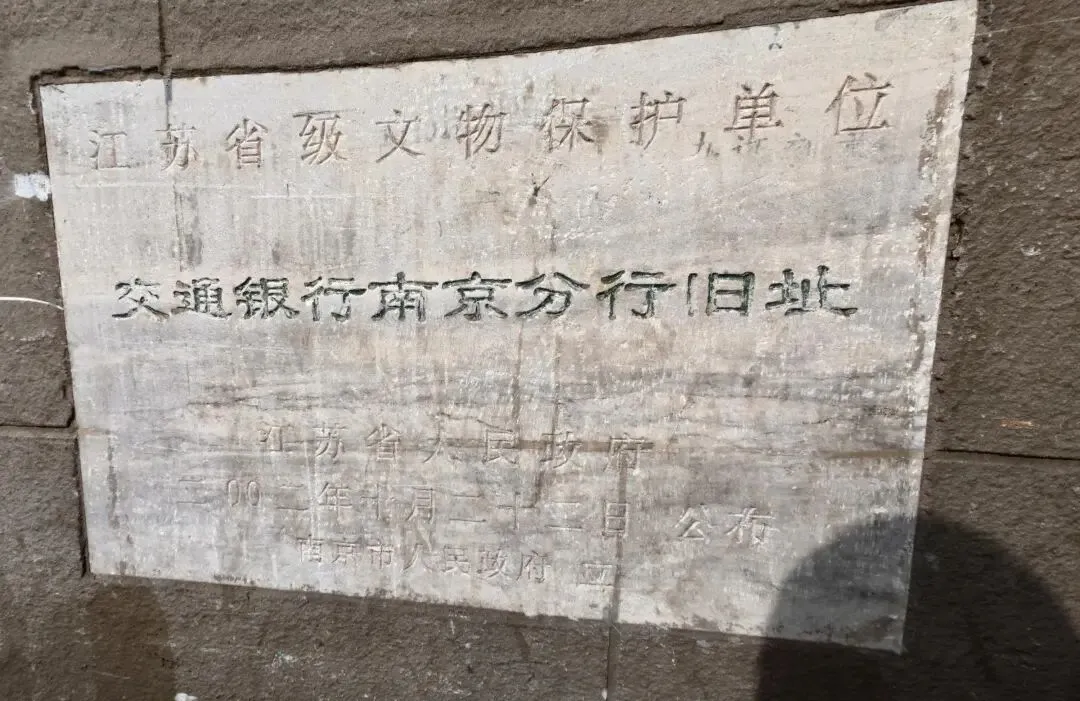 江苏省级文物保护单位
交通银行南京分行旧址
江苏省人民政府
二00二年十月二十二日 公布
南京市人民政府 立